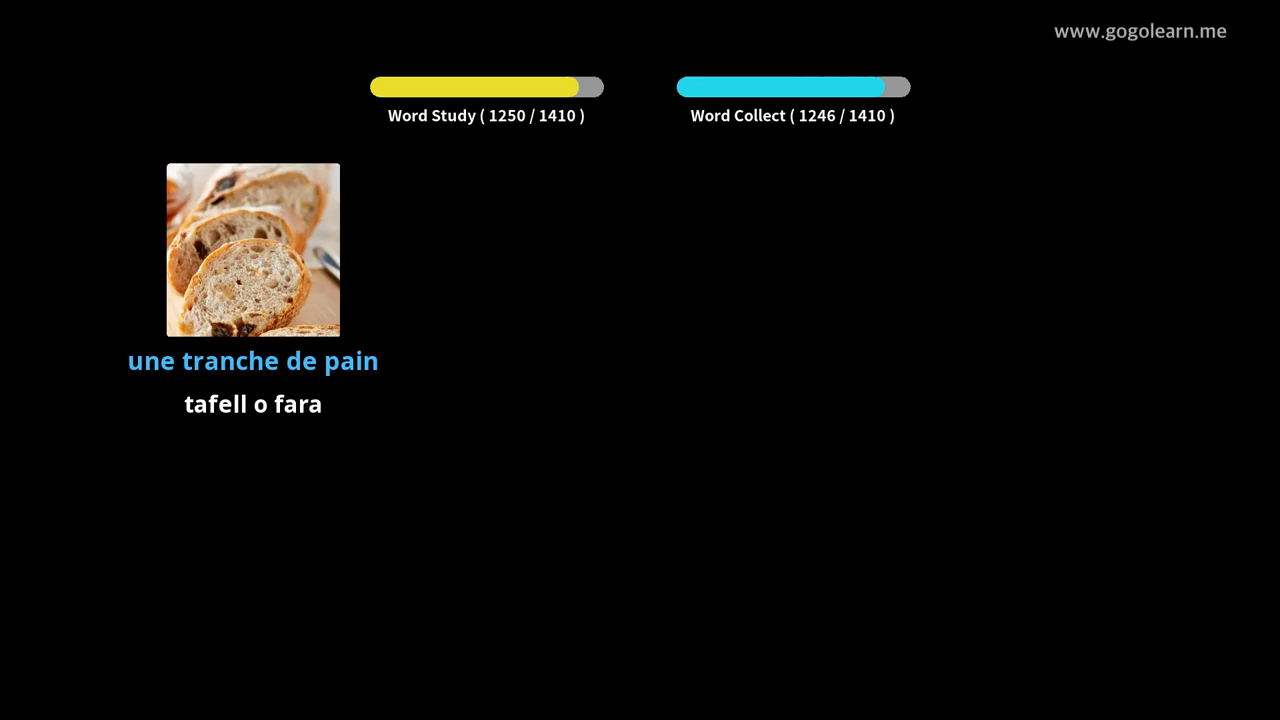 www.gogolearn.me
Word Study ( 1250 / 1410 )
Word Collect ( 1246 / 1410 )
une tranche de pain
tafell o fara